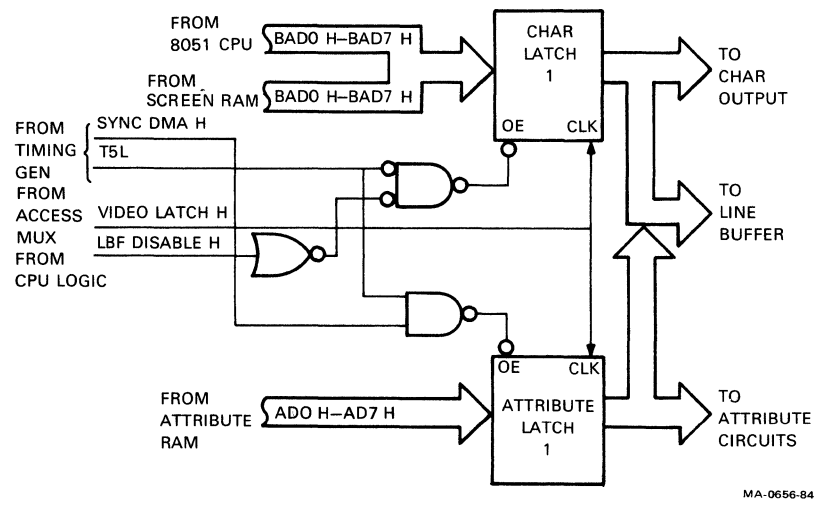 FROM
8051 CPU
BAD0 H–BAD7 H
CHAR
LATCH
1
TO
CHAR
OUTPUT
FROM
SCREEN RAM
BAD0 H–BAD7 H
OE
CLK
FROM
TIMING
GEN
SYNC DMA H
T5L
FROM
ACCESS
MUX
VIDEO LATCH H
TO
LINE
BUFFER
FROM
CPU LOGIC
LBF DISABLE H
OE
CLK
FROM
ATTRIBUTE
RAM
AD0 H–AD7 H
ATTRIBUTE
LATCH
1
TO
ATTRIBUTE
CIRCUITS
MA-0656-84